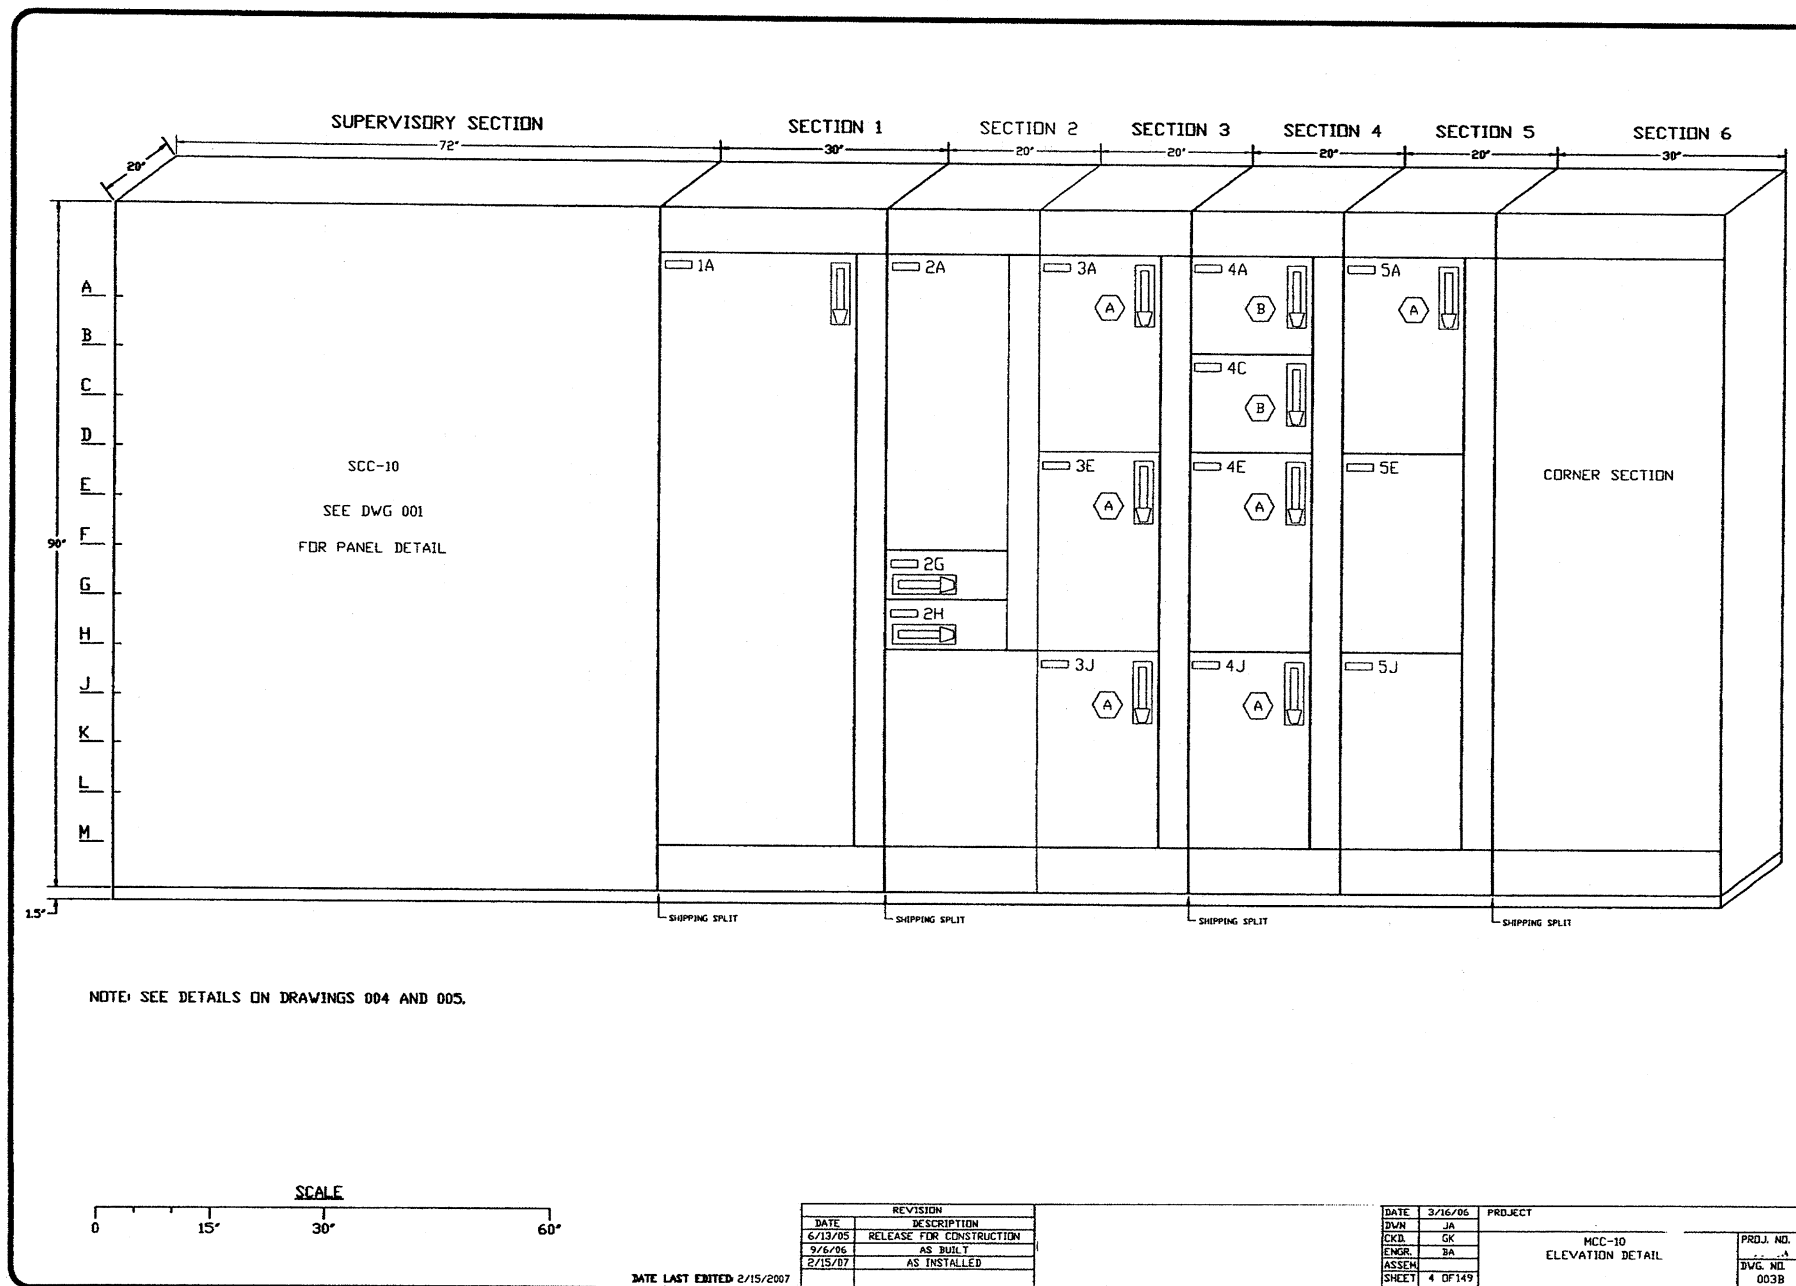 SUPERVISORY SECTION
SECTION 1
SECTION 2
SECTION 3
SECTION 4
SECTION 5
SECTION 6
72"
30"
20"
20"
20"
20"
30"
20"
1A
2A
3A
4A
5A
A
B
A
A
B
4C
B
C
D
3E
4E
5E
A
A
E
SCC-10
SEE DWG 001
FOR PANEL DETAIL
CORNER SECTION
F
90"
2G
G
2H
H
3J
4J
5J
A
A
J
K
L
M
1.5"
SHIPPING SPLIT
SHIPPING SPLIT
SHIPPING SPLIT
SHIPPING SPLIT
NOTE: SEE DETAILS ON DRAWINGS 004 AND 005.
SCALE
0 15" 30" 60"
DATE LAST EDITED 2/15/2007
REVISION
DATE DESCRIPTION
6/13/05 RELEASE FOR CONSTRUCTION
9/6/06 AS BUILT
2/15/07 AS INSTALLED
DATE 3/16/06 PROJECT
DWN JA
CKD. GK
ENGR. BA
ASSEM
SHEET 4 OF 149
MCC-10
ELEVATION DETAIL
PROJ. NO.
DWG. NO.
003B